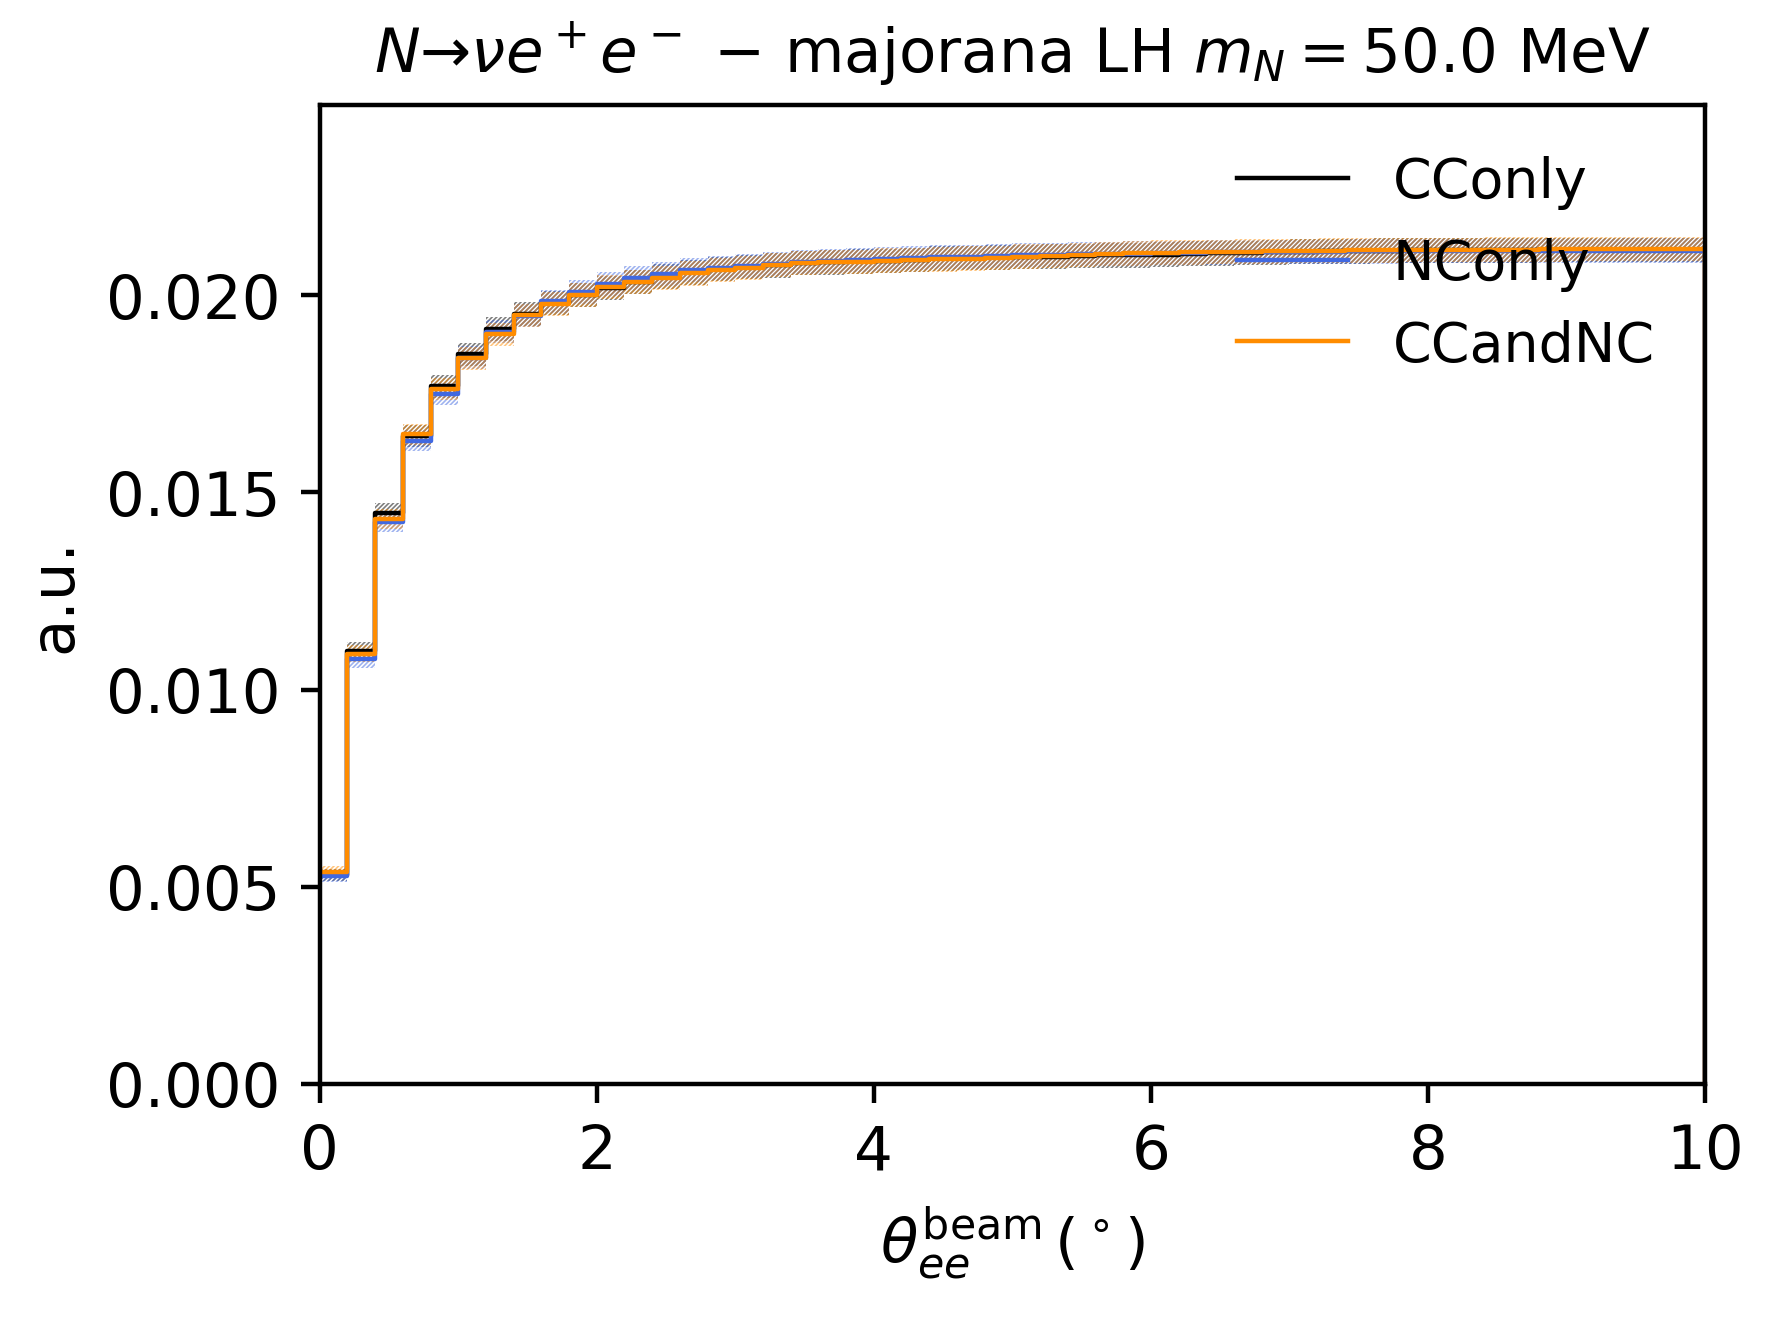 N→νe⁺e⁻ − majorana LH m_N = 50.0 MeV
CConly
NConly
CCandNC
0.020
0.015
0.010
0.005
0.000
a.u.
0 2 4 6 8 10
θ_ee^beam (°)